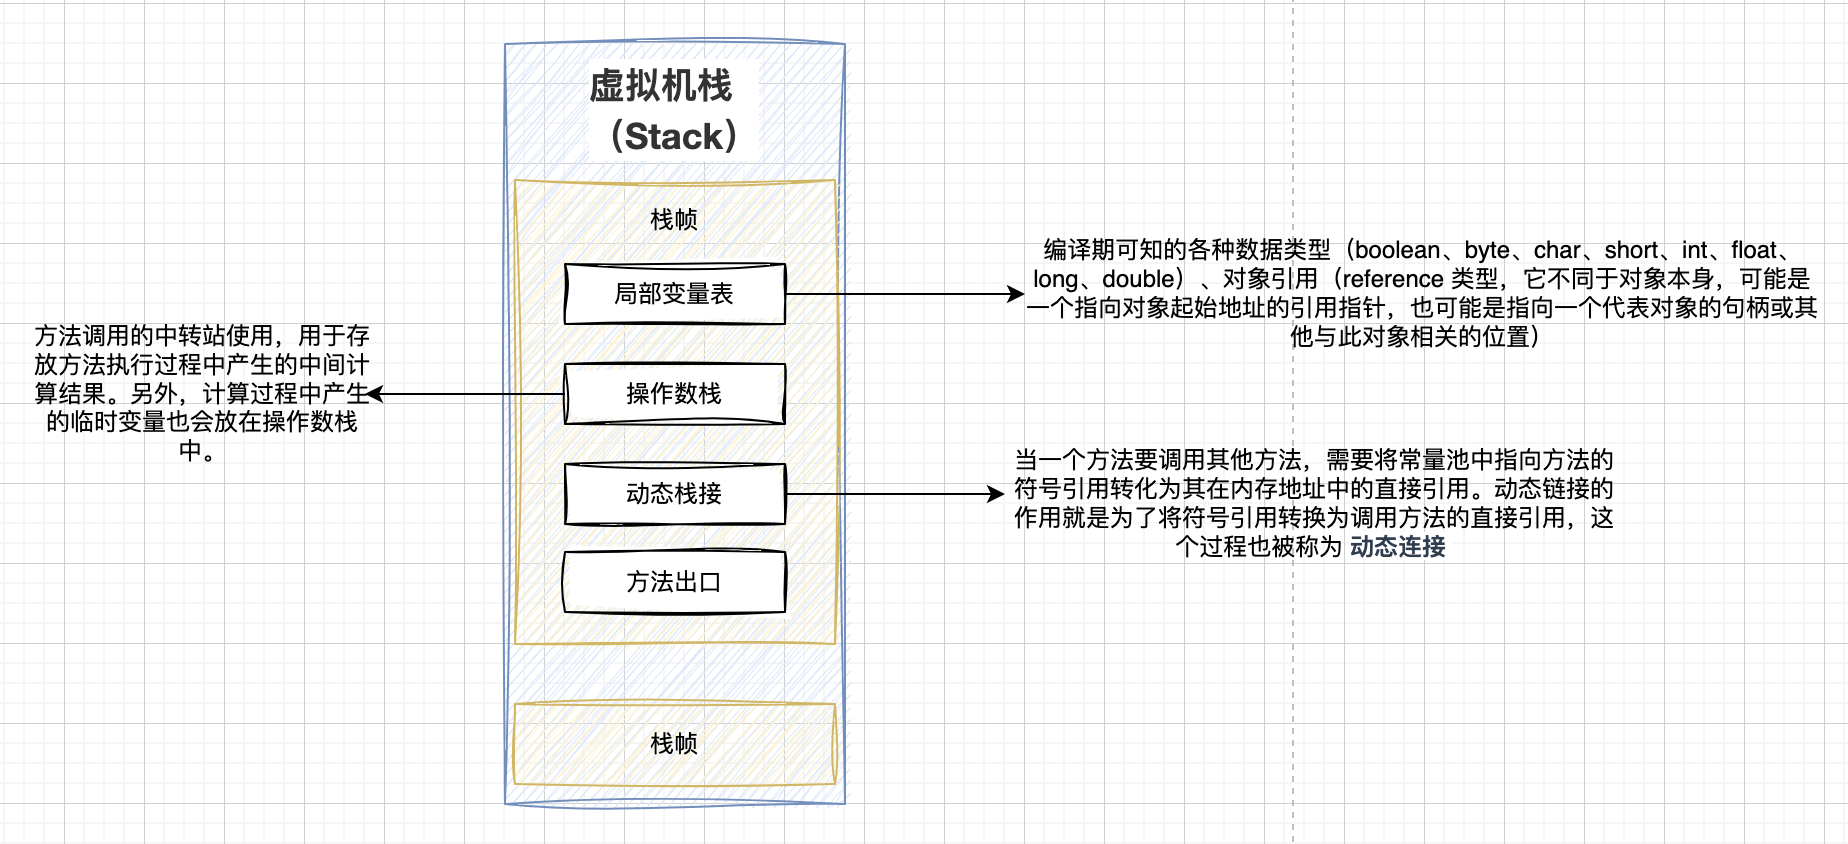 虚拟机栈
（Stack）
栈帧
局部变量表
编译期可知的各种数据类型（boolean、byte、char、short、int、float、
long、double）、对象引用（reference 类型，它不同于对象本身，可能是
一个指向对象起始地址的引用指针，也可能是指向一个代表对象的句柄或其
他与此对象相关的位置）
方法调用的中转站使用，用于存
放方法执行过程中产生的中间计
算结果。另外，计算过程中产生
的临时变量也会放在操作数栈
中。
操作数栈
动态栈接
当一个方法要调用其他方法，需要将常量池中指向方法的
符号引用转化为其在内存地址中的直接引用。动态链接的
作用就是为了将符号引用转换为调用方法的直接引用，这
个过程也被称为 动态连接
方法出口
栈帧